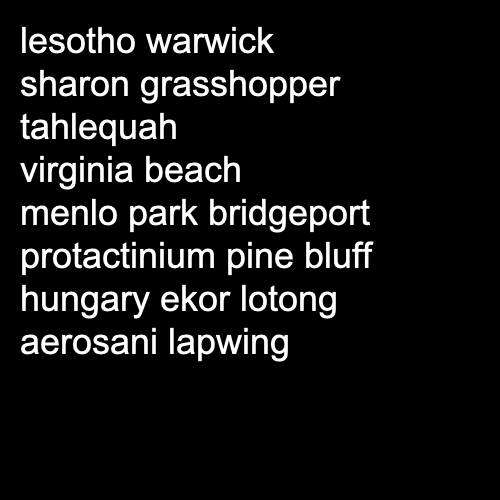 lesotho warwick
sharon grasshopper
tahlequah
virginia beach
menlo park bridgeport
protactinium pine bluff
hungary ekor lotong
aerosani lapwing